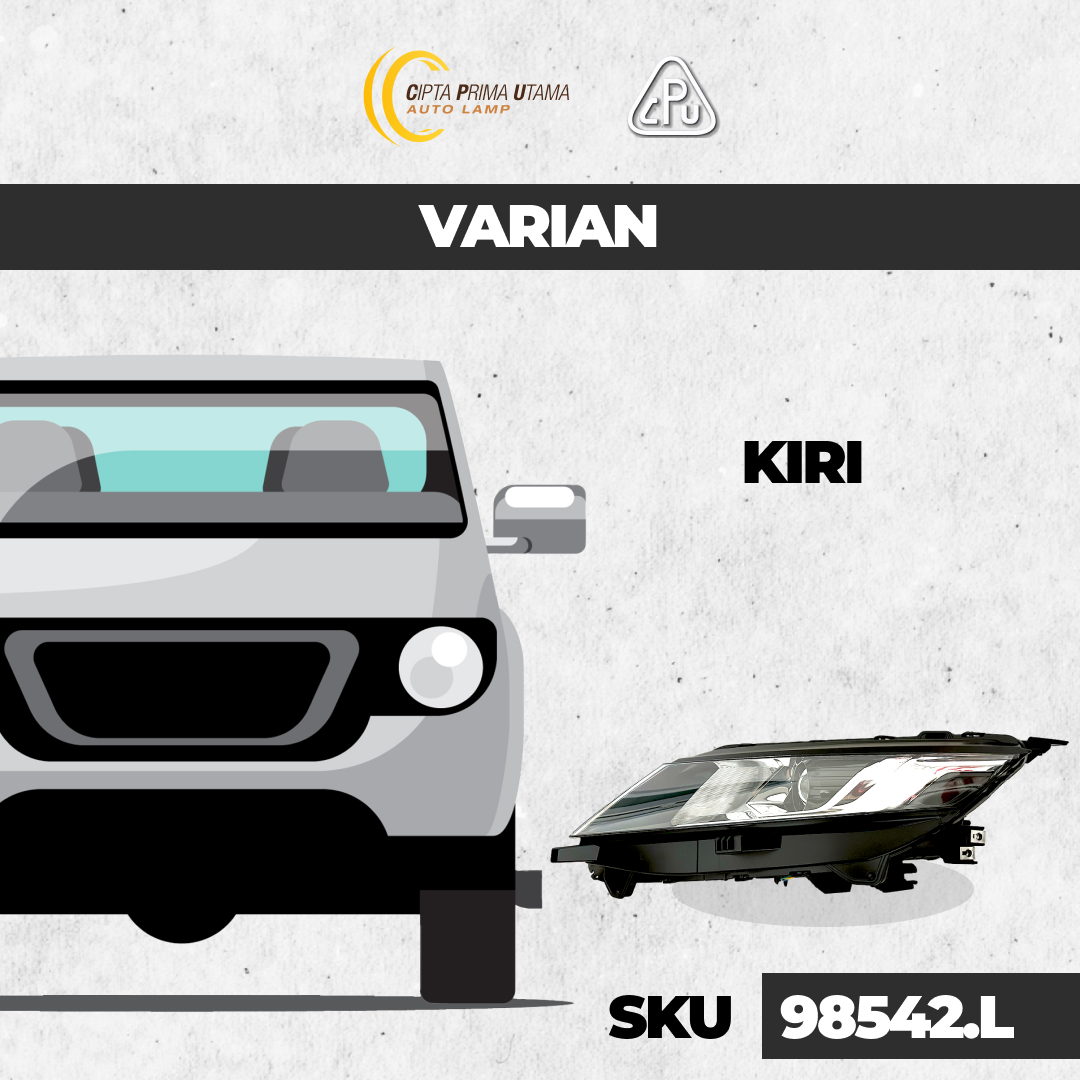 CIPTA PRIMA UTAMA
AUTO LAMP
CPU
VARIAN
KIRI
SKU 98542.L